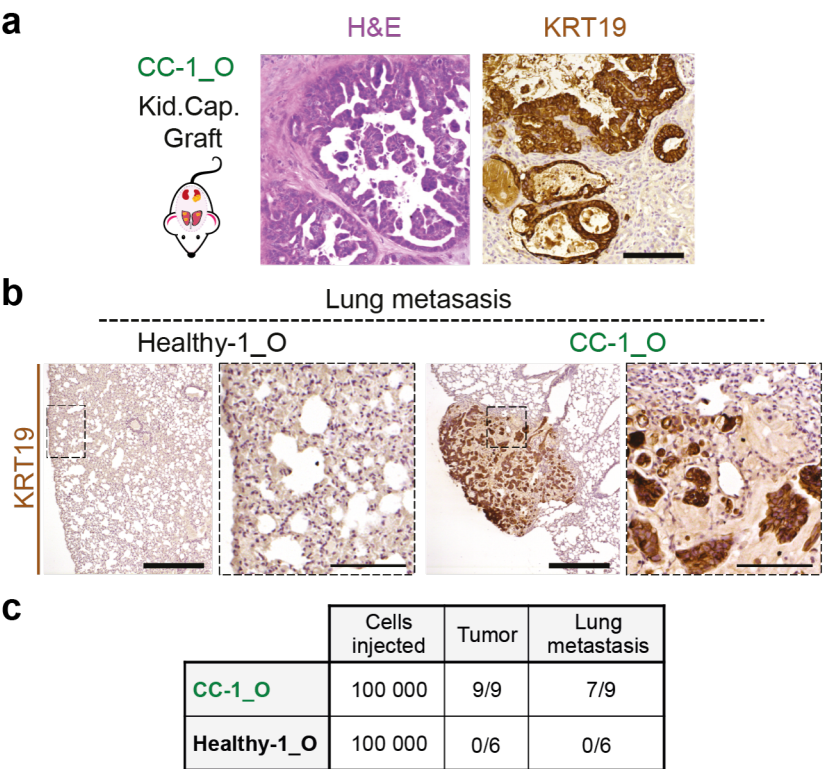 a
H&E
KRT19
CC-1_O
Kid.Cap.
Graft
b
Lung metasasis
Healthy-1_O
CC-1_O
KRT19
c
Cells injected Tumor Lung metastasis
CC-1_O 100 000 9/9 7/9
Healthy-1_O 100 000 0/6 0/6